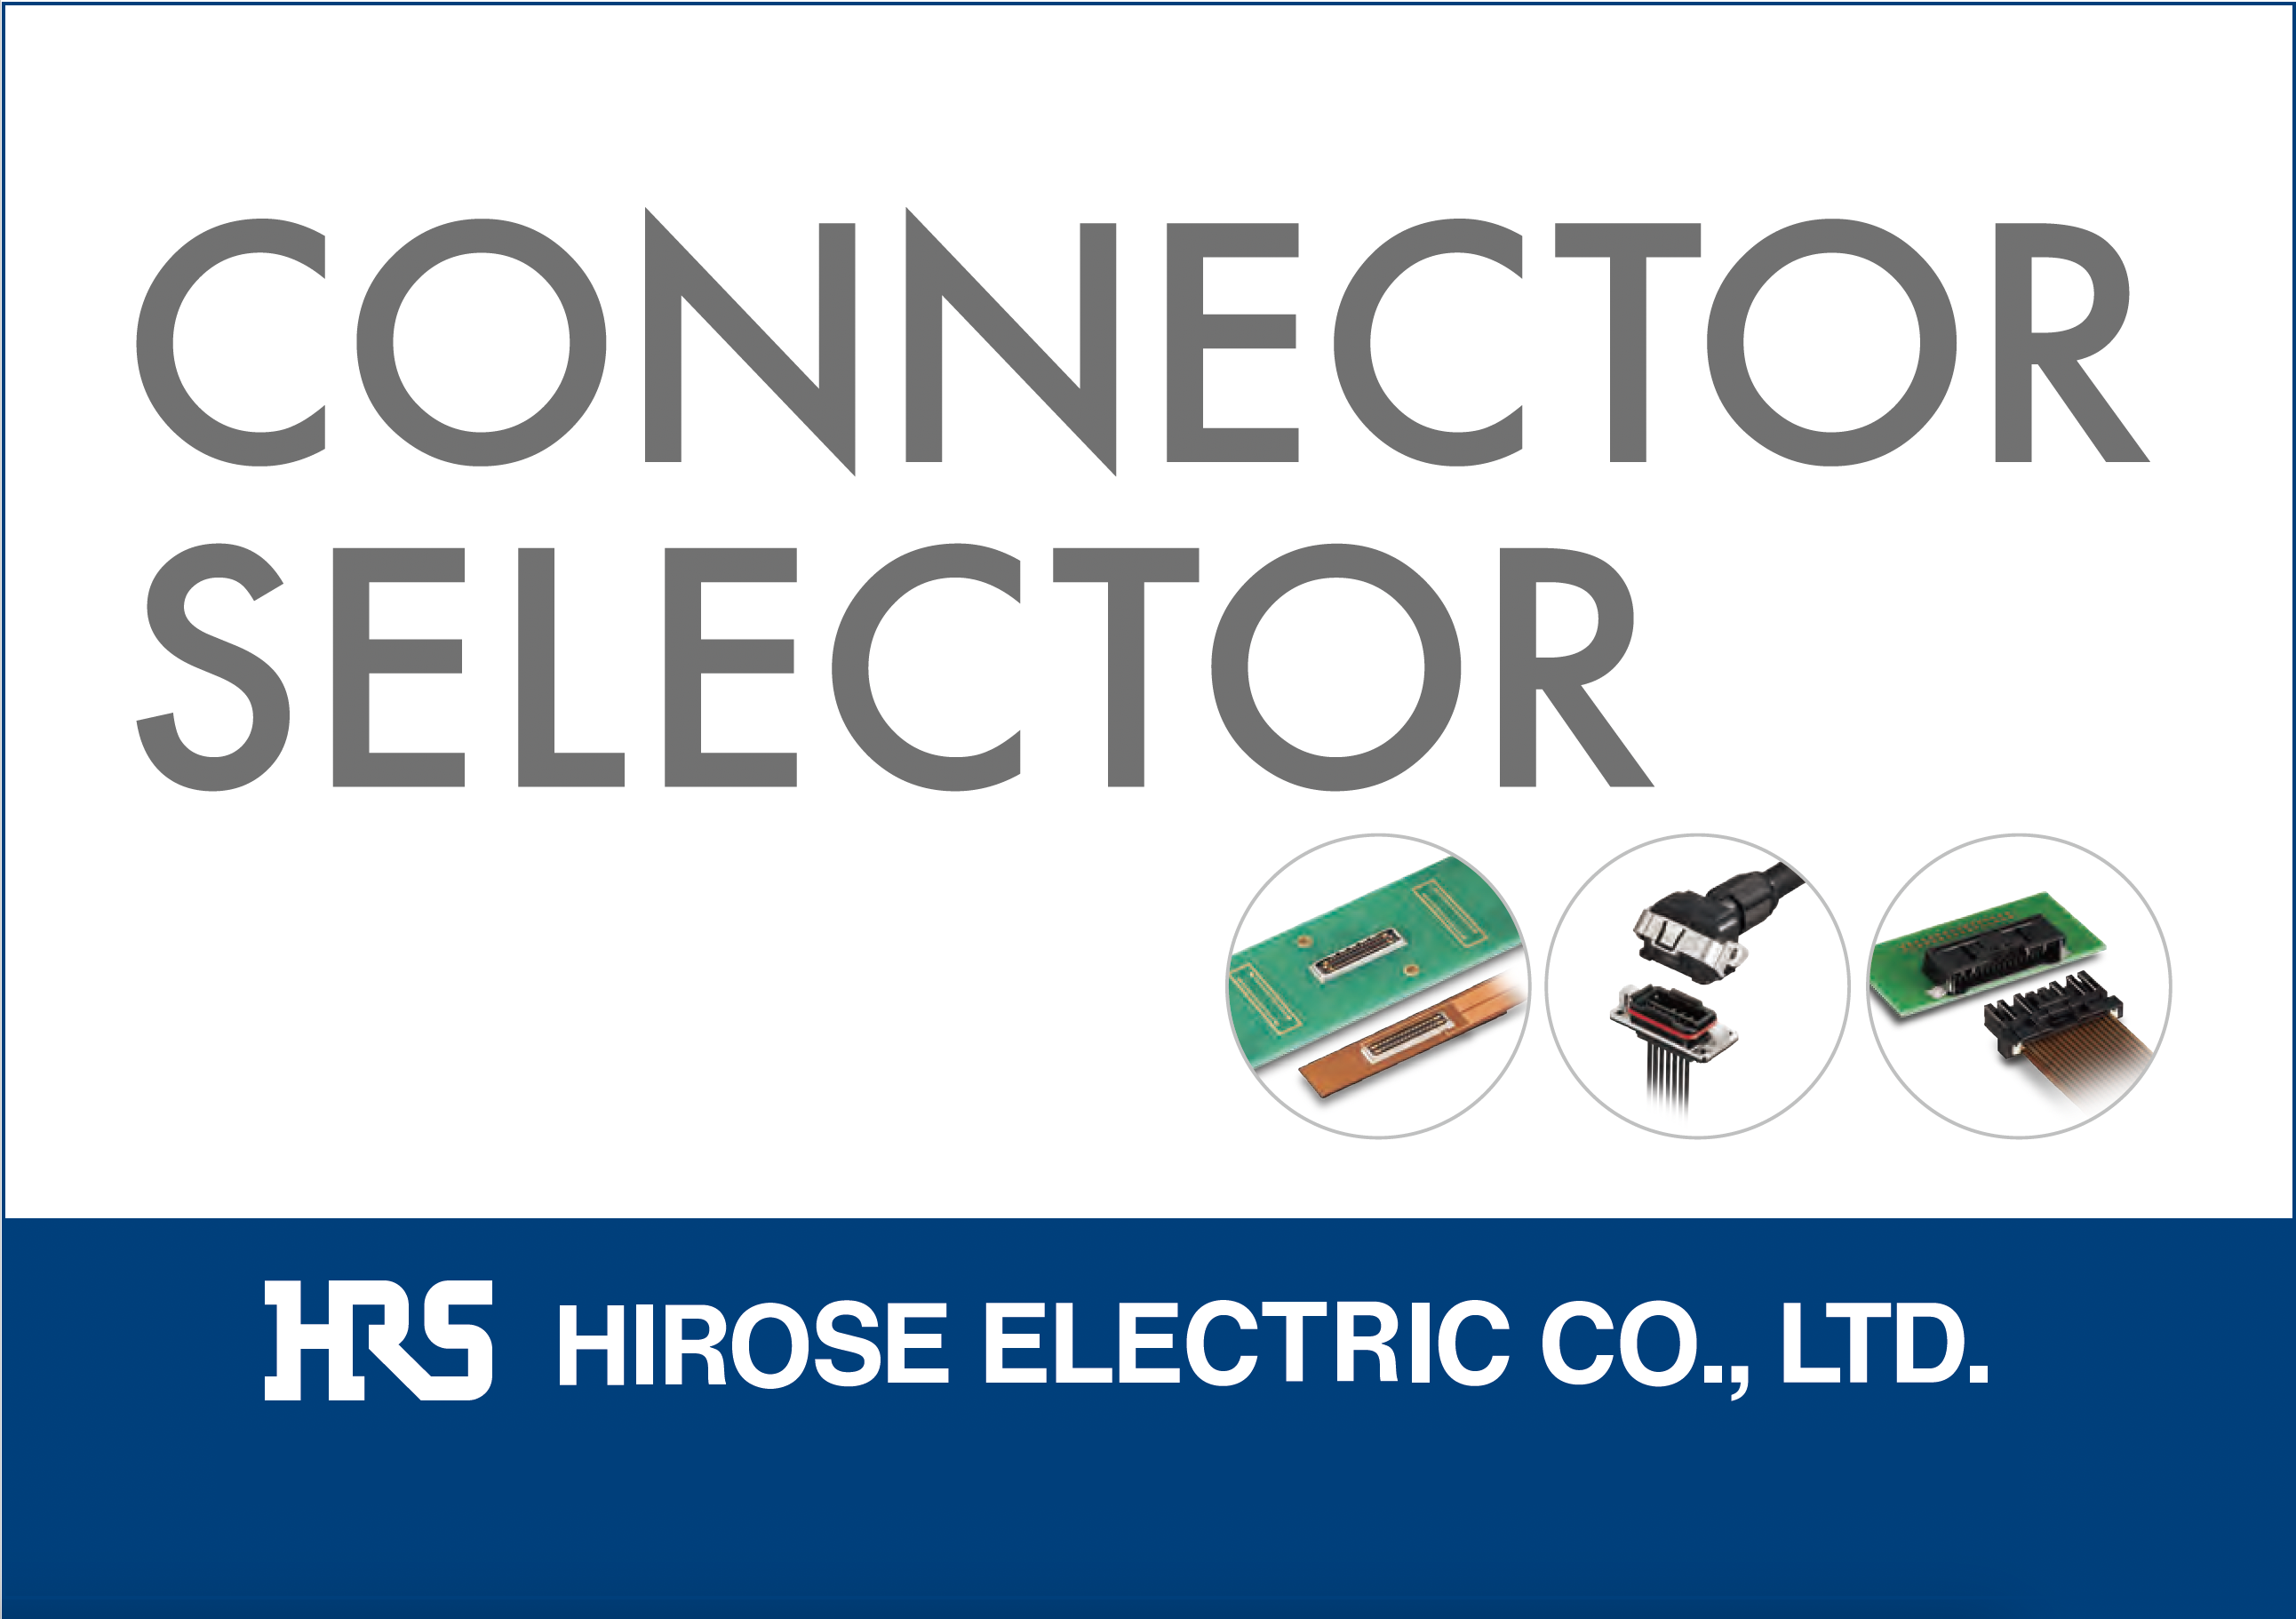 CONNECTOR
SELECTOR
HRS HIROSE ELECTRIC CO., LTD.